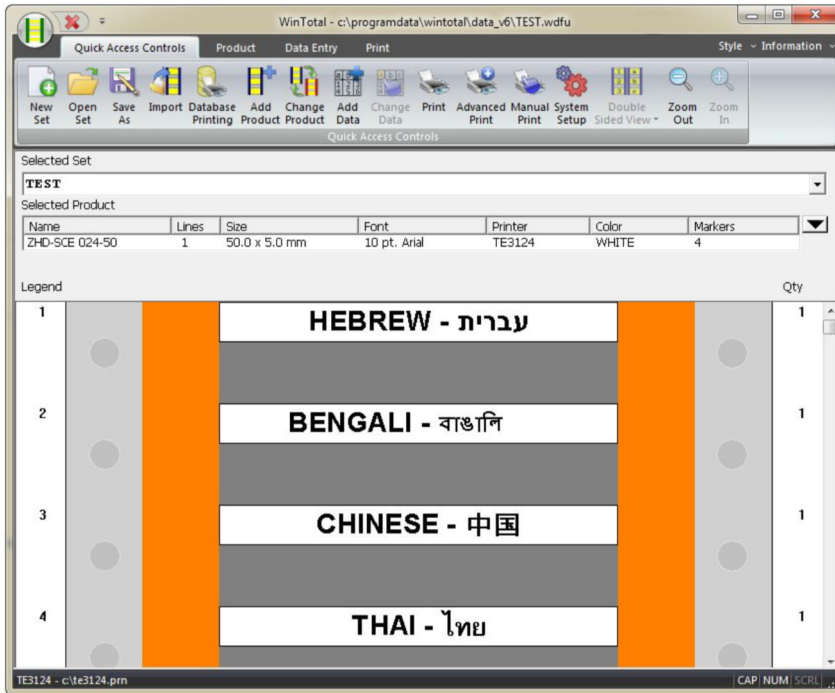 WinTotal - c:\programdata\wintotal\data_v6\TEST.wdfu
Quick Access Controls Product Data Entry Print Style Information
New Set Open Set Save As Import Database Printing Add Product Change Product Add Data Change Data Print Advanced Print Manual Print System Setup Double Sided View Zoom Out Zoom In
Quick Access Controls
Selected Set
TEST
Selected Product
Name Lines Size Font Printer Color Markers
ZHD-SCE 024-50 1 50.0 x 5.0 mm 10 pt. Arial TE3124 WHITE 4
Legend Qty
1 HEBREW - עברית 1
2 BENGALI - বাঙালি 1
3 CHINESE - 中国 1
4 THAI - ไทย 1
TE3124 - c:\te3124.prn CAP NUM SCRL